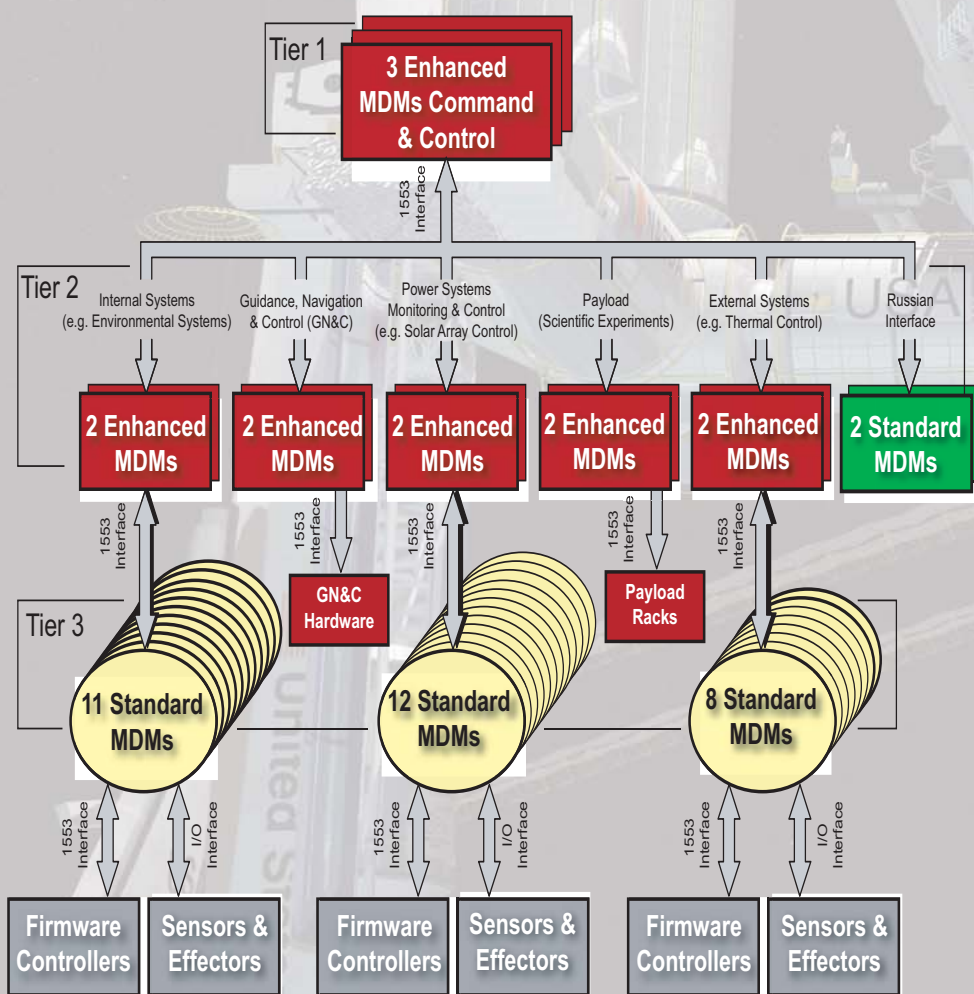 Tier 1
3 Enhanced
MDMs Command
& Control
1553
Interface
Tier 2
Internal Systems
(e.g. Environmental Systems)
Guidance, Navigation
& Control (GN&C)
Power Systems
Monitoring & Control
(e.g. Solar Array Control)
Payload
(Scientific Experiments)
External Systems
(e.g. Thermal Control)
Russian
Interface
USA
2 Enhanced
MDMs
2 Enhanced
MDMs
2 Enhanced
MDMs
2 Enhanced
MDMs
2 Enhanced
MDMs
2 Standard
MDMs
1553
Interface
1553
Interface
1553
Interface
1553
Interface
1553
Interface
GN&C
Hardware
Payload
Racks
Tier 3
11 Standard
MDMs
12 Standard
MDMs
8 Standard
MDMs
United
1553
Interface
I/O
Interface
1553
Interface
I/O
Interface
1553
Interface
I/O
Interface
Firmware
Controllers
Sensors &
Effectors
Firmware
Controllers
Sensors &
Effectors
Firmware
Controllers
Sensors &
Effectors